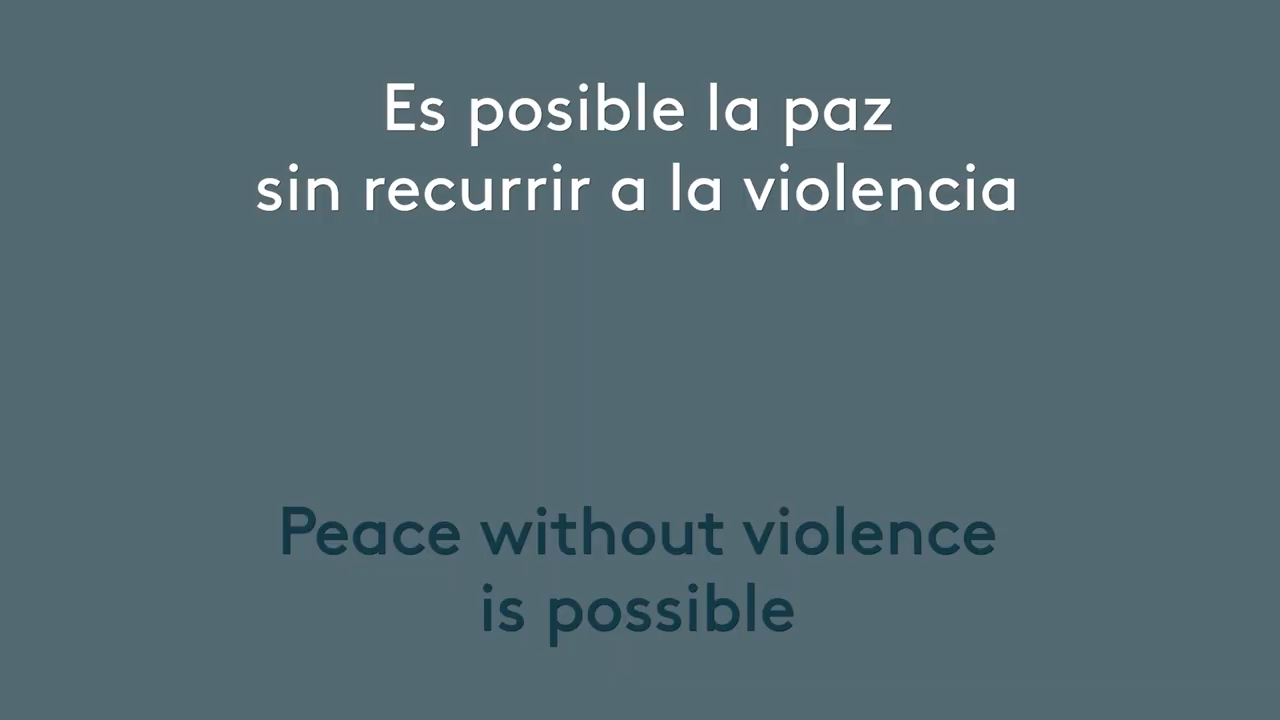 Es posible la paz
sin recurrir a la violencia
Peace without violence
is possible